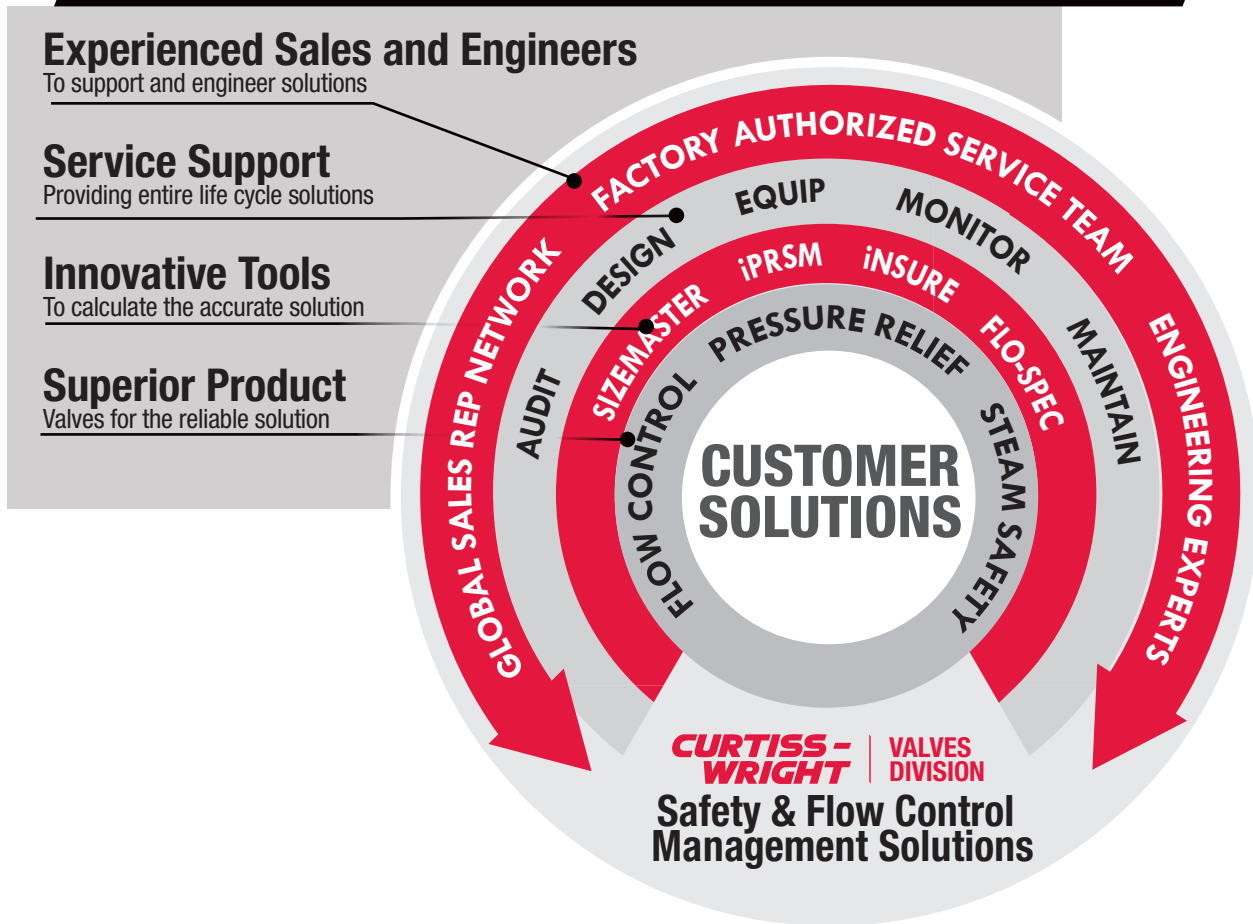 Experienced Sales and Engineers
To support and engineer solutions
Service Support
Providing entire life cycle solutions
Innovative Tools
To calculate the accurate solution
Superior Product
Valves for the reliable solution
GLOBAL SALES REP NETWORK
FACTORY AUTHORIZED SERVICE TEAM
ENGINEERING EXPERTS
AUDIT
DESIGN
EQUIP
MONITOR
MAINTAIN
SIZEMASTER
iPRSM
iNSURE
FLO-SPEC
FLOW CONTROL
PRESSURE RELIEF
STEAM SAFETY
CUSTOMER
SOLUTIONS
CURTISS-
WRIGHT
VALVES
DIVISION
Safety & Flow Control
Management Solutions